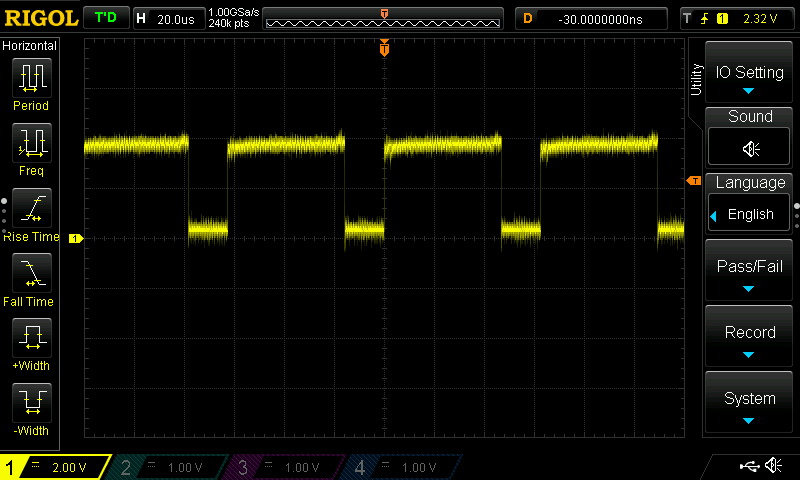 RIGOL T'D H 20.0us 1.00GSa/s 240k pts T D -30.0000000ns T 1 2.32 V
Horizontal
Period
Freq
Rise Time
Fall Time
+Width
-Width
T
T
1
Utility
IO Setting
Sound
Language
English
Pass/Fail
Record
System
1 2.00 V 2 1.00 V 3 1.00 V 4 1.00 V